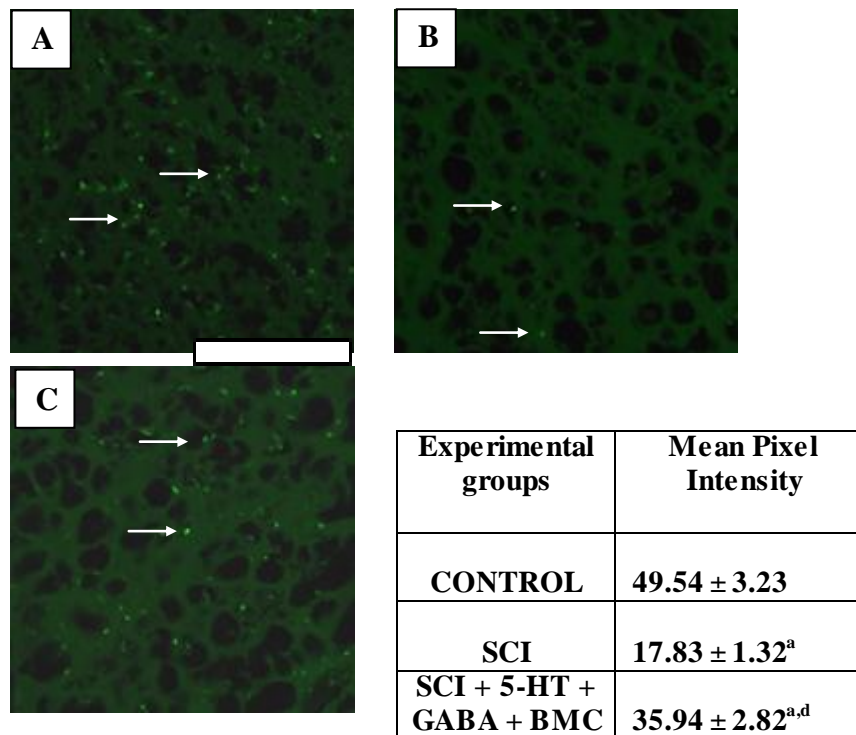 A
B
C
Experimental
groups
Mean Pixel
Intensity
CONTROL
49.54 ± 3.23
SCI
17.83 ± 1.32a
SCI + 5-HT +
GABA + BMC
35.94 ± 2.82a,d